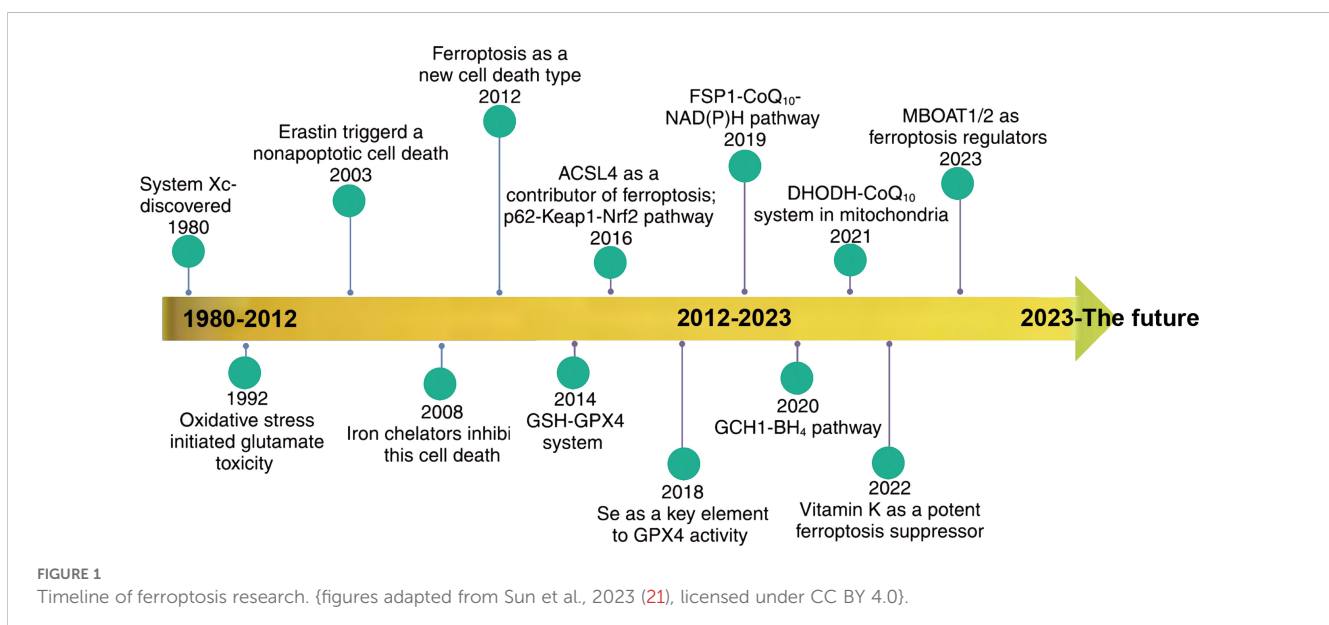 Ferroptosis as a
new cell death type
2012
Erastin triggerd a
nonapoptotic cell death
2003
System Xc-
discovered
1980
ACSL4 as a
contributor of ferroptosis;
p62-Keap1-Nrf2 pathway
2016
FSP1-CoQ₁₀-
NAD(P)H pathway
2019
DHODH-CoQ₁₀
system in mitochondria
2021
MBOAT1/2 as
ferroptosis regulators
2023
1980-2012
2012-2023
2023-The future
1992
Oxidative stress
initiated glutamate
toxicity
2008
Iron chelators inhibi
this cell death
2014
GSH-GPX4
system
2018
Se as a key element
to GPX4 activity
2020
GCH1-BH₄ pathway
2022
Vitamin K as a potent
ferroptosis suppressor
FIGURE 1
Timeline of ferroptosis research. {figures adapted from Sun et al., 2023 (21), licensed under CC BY 4.0}.